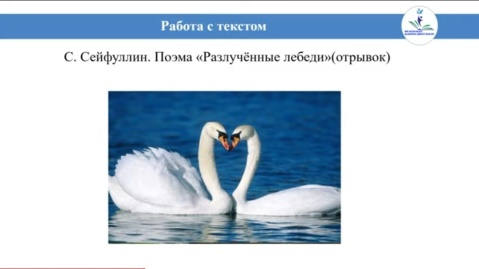 Работа с текстом
С. Сейфуллин. Поэма «Разлучённые лебеди»(отрывок)